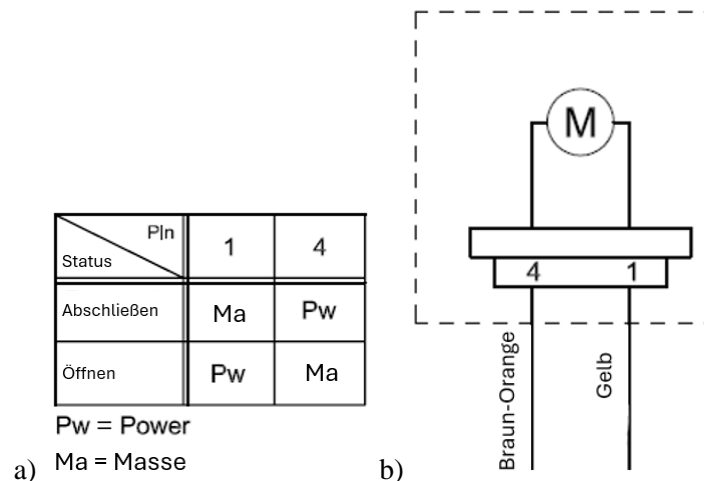 PIn
Status
1
4
Abschließen
Ma
Pw
Öffnen
Pw
Ma
Pw = Power
Ma = Masse
a)
M
4
1
Braun-Orange
Gelb
b)